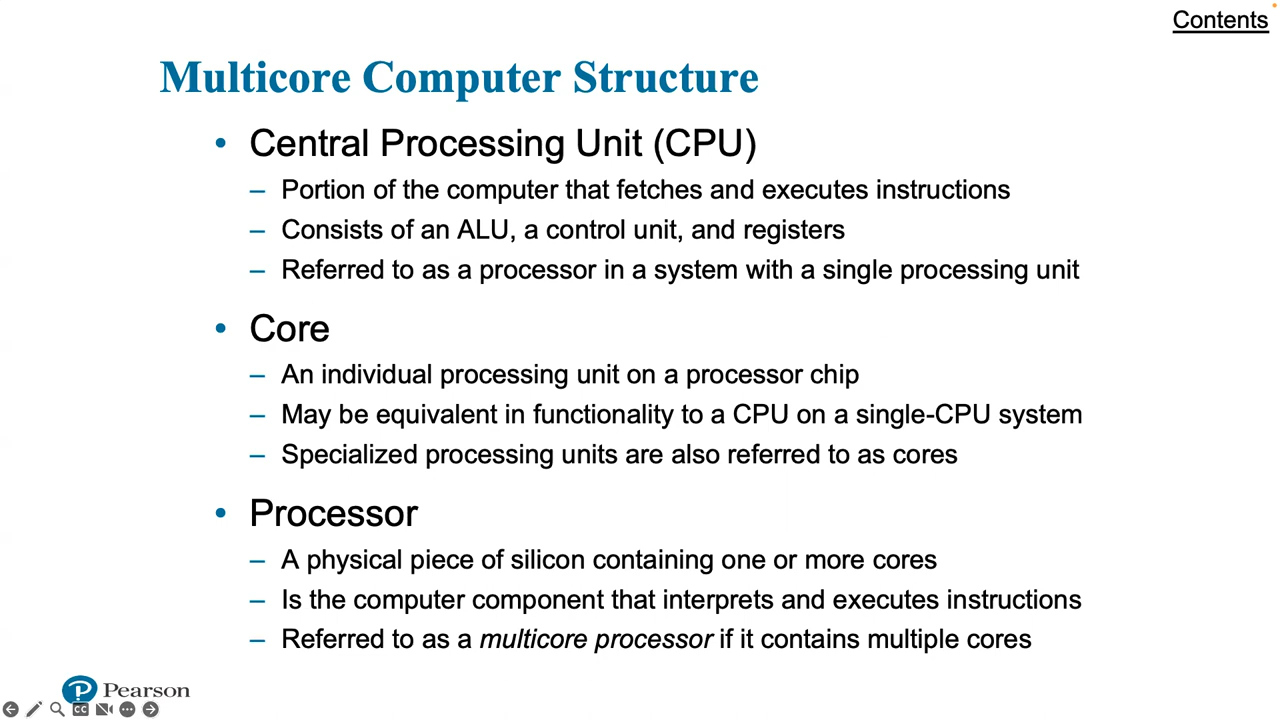 Contents
Multicore Computer Structure
• Central Processing Unit (CPU)
– Portion of the computer that fetches and executes instructions
– Consists of an ALU, a control unit, and registers
– Referred to as a processor in a system with a single processing unit
• Core
– An individual processing unit on a processor chip
– May be equivalent in functionality to a CPU on a single-CPU system
– Specialized processing units are also referred to as cores
• Processor
– A physical piece of silicon containing one or more cores
– Is the computer component that interprets and executes instructions
– Referred to as a multicore processor if it contains multiple cores
Pearson
CC